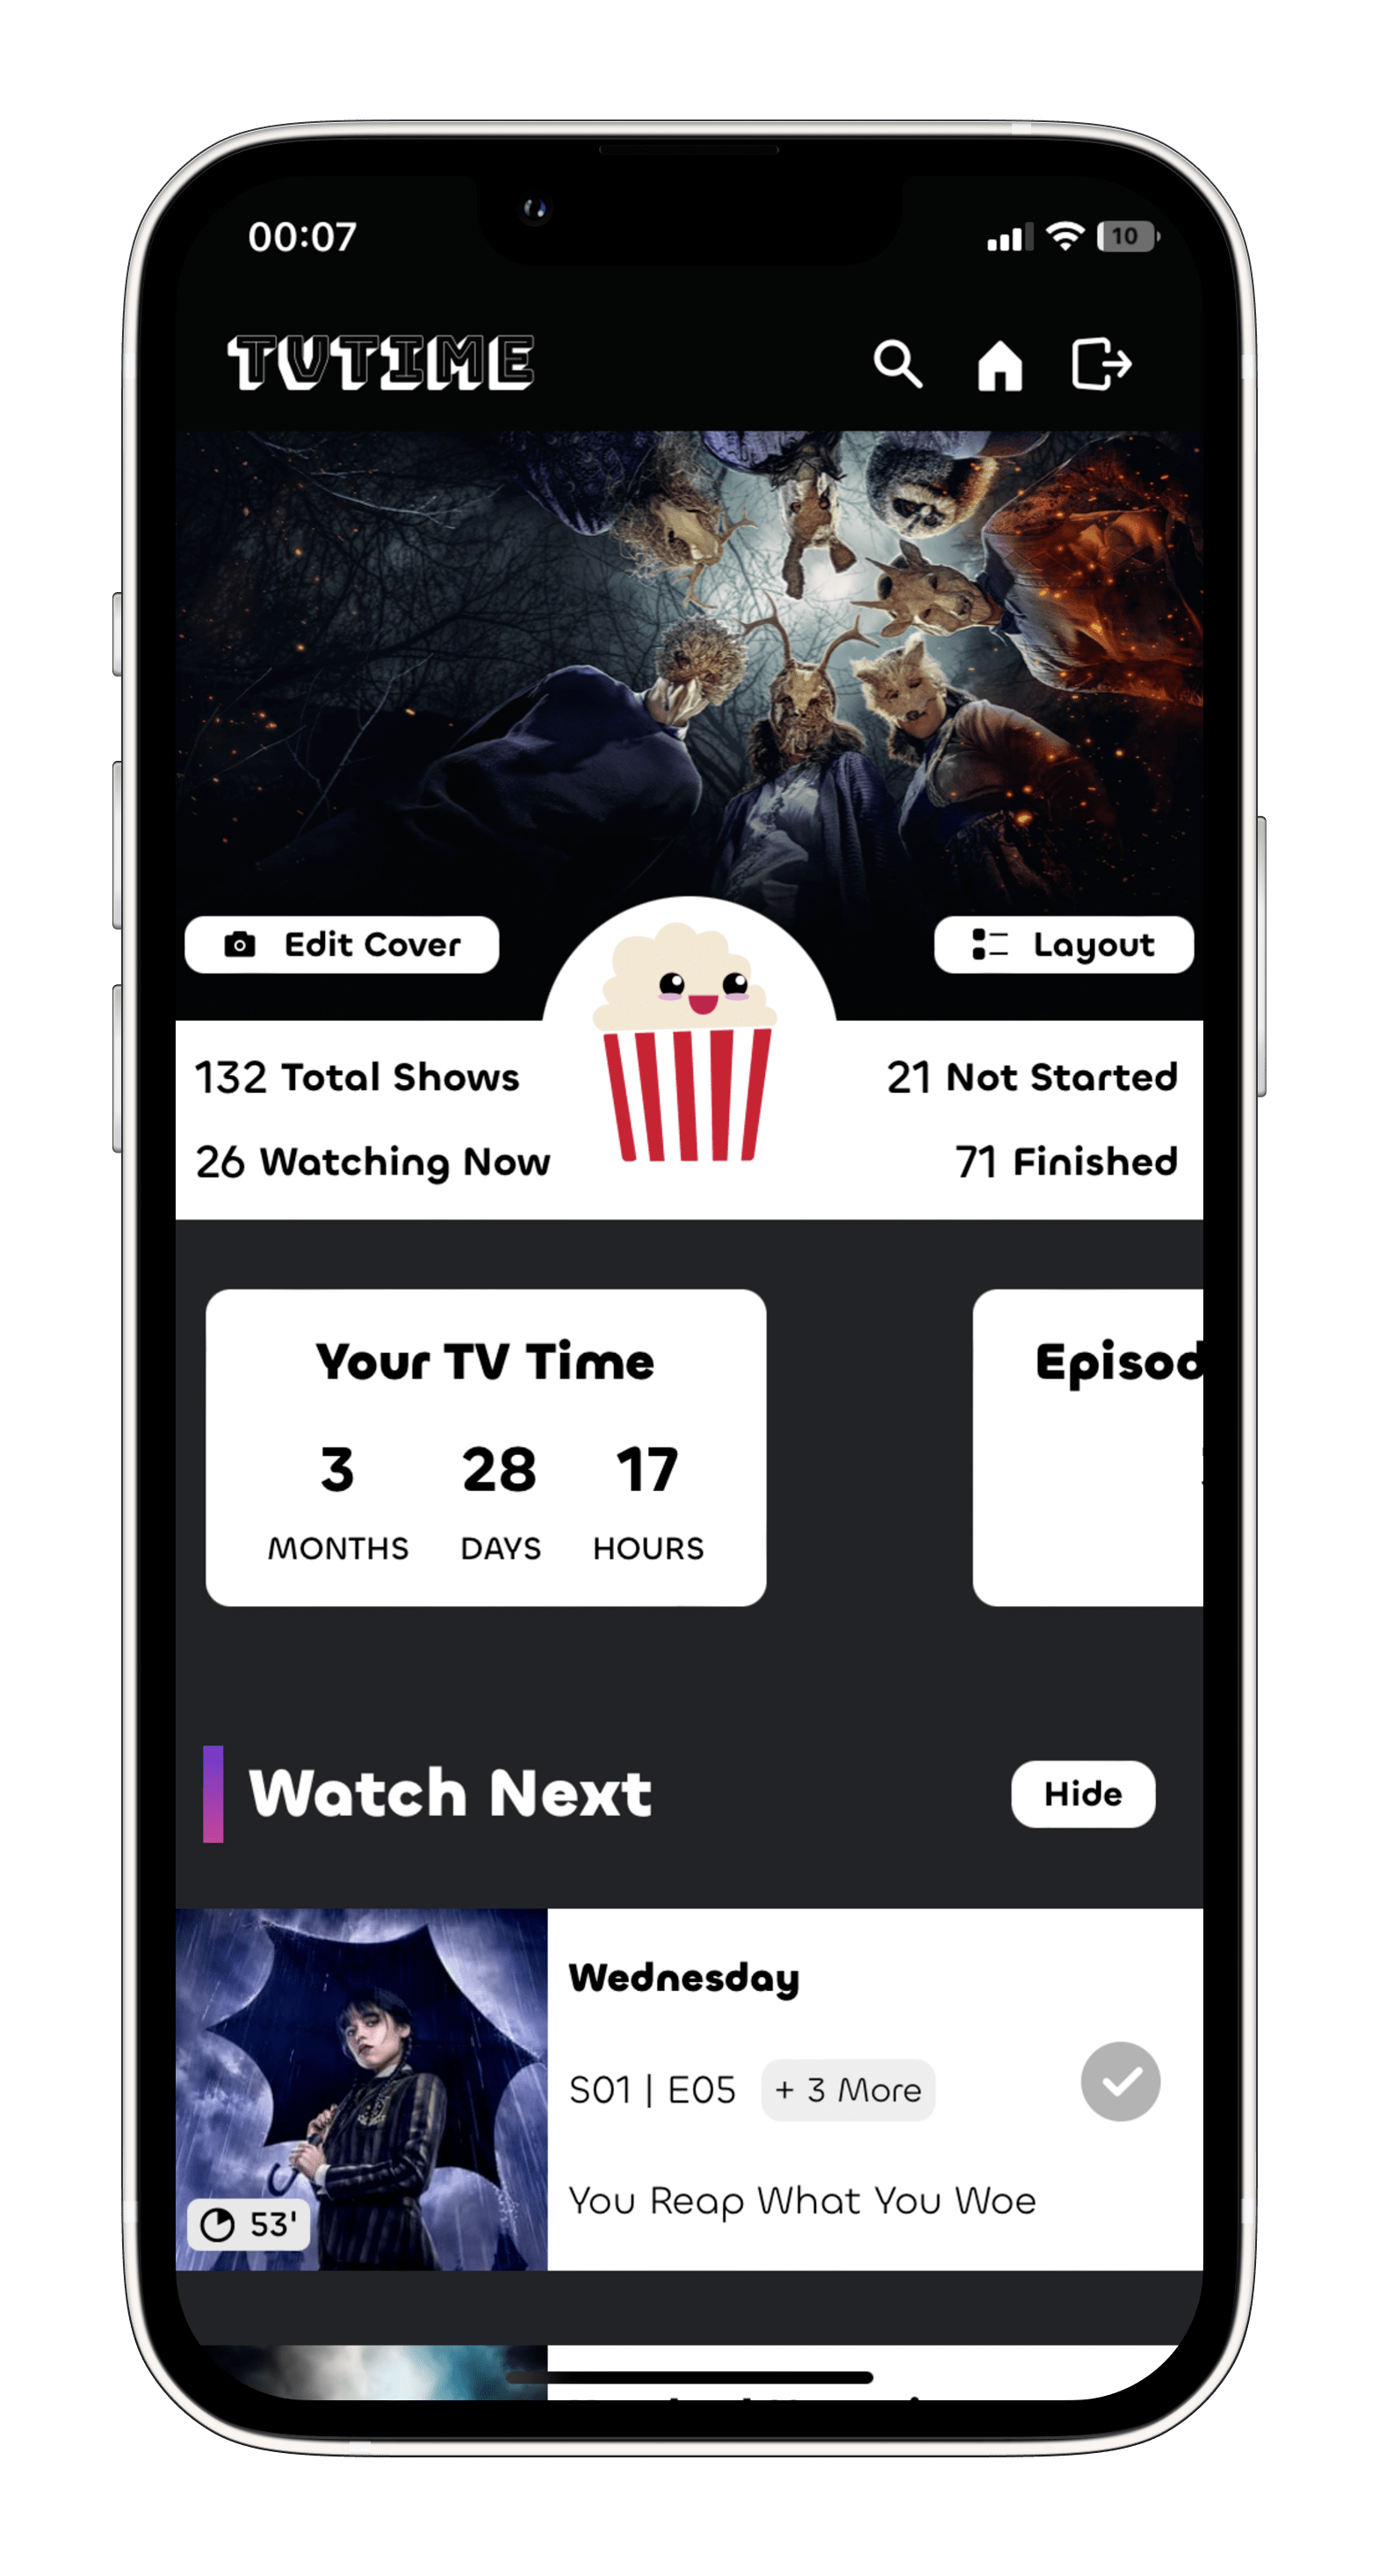 00:07
10
TVTIME
Edit Cover
Layout
132 Total Shows
21 Not Started
26 Watching Now
71 Finished
Your TV Time
3 28 17
MONTHS DAYS HOURS
Episod
Watch Next
Hide
Wednesday
S01 | E05 + 3 More
You Reap What You Woe
53'